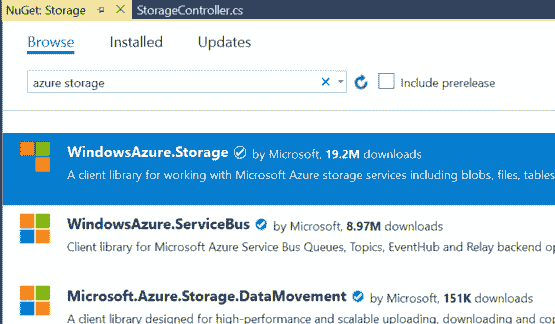 NuGet: Storage StorageController.cs
Browse Installed Updates
azure storage Include prerelease
WindowsAzure.Storage by Microsoft, 19.2M downloads
A client library for working with Microsoft Azure storage services including blobs, files, tables
WindowsAzure.ServiceBus by Microsoft, 8.97M downloads
Client library for Microsoft Azure Service Bus Queues, Topics, EventHub and Relay backend op
Microsoft.Azure.Storage.DataMovement by Microsoft, 151K downloads
A client library designed for high-performance and scalable uploading, downloading and cop